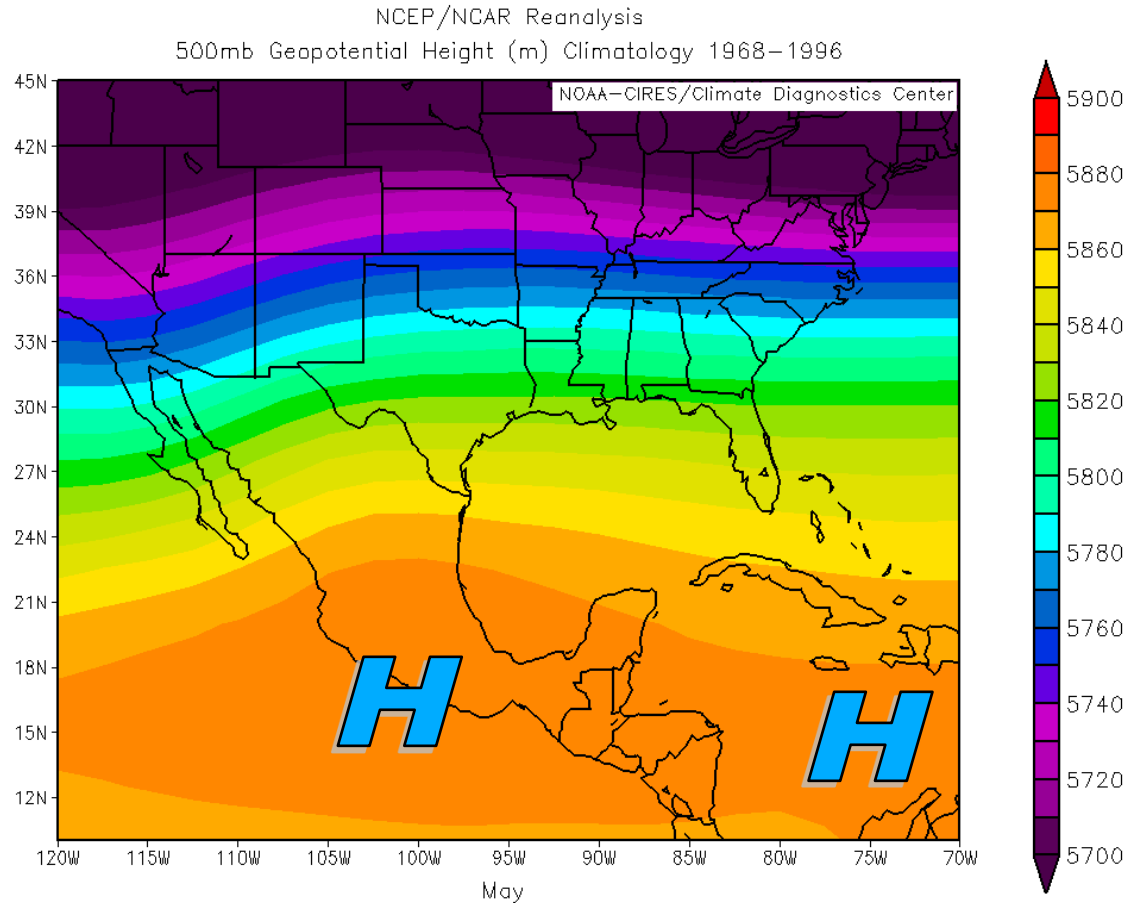 NCEP/NCAR Reanalysis
500mb Geopotential Height (m) Climatology 1968-1996
NOAA-CIRES/Climate Diagnostics Center
45N
42N
39N
36N
33N
30N
27N
24N
21N
18N
15N
12N
H
H
120W 115W 110W 105W 100W 95W 90W 85W 80W 75W 70W
May
5900
5880
5860
5840
5820
5800
5780
5760
5740
5720
5700